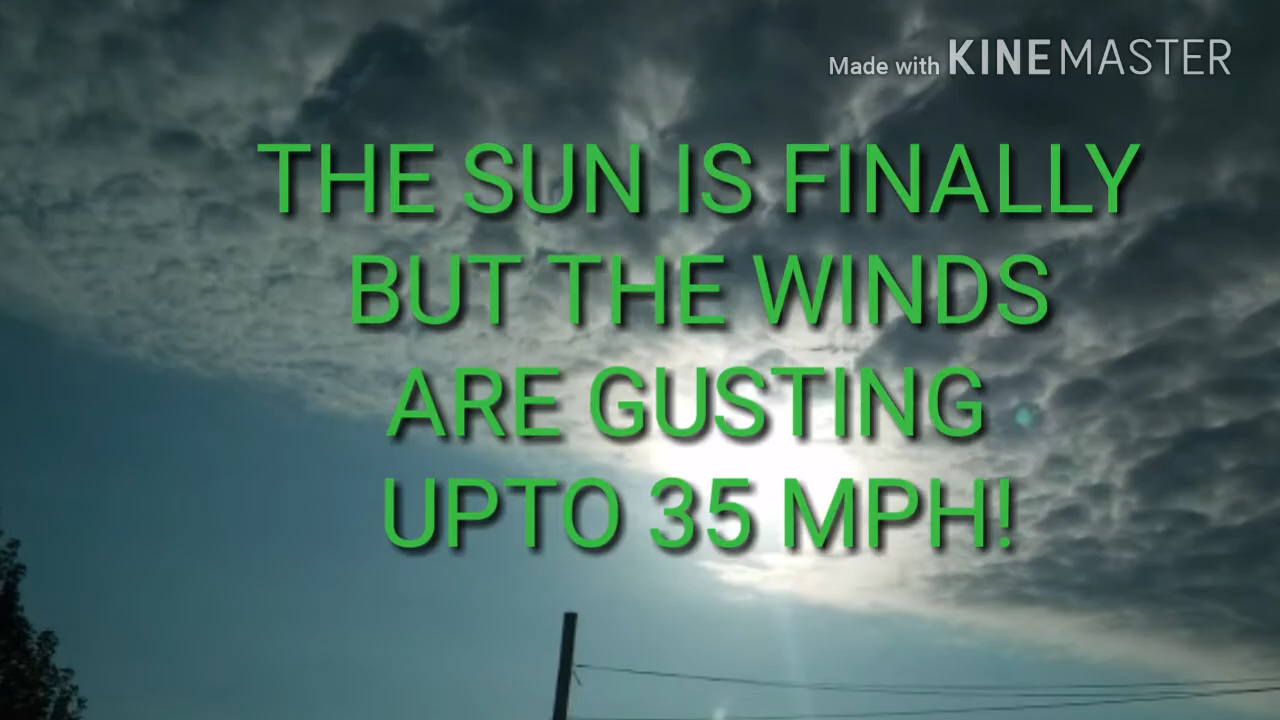 Made with KINEMASTER
THE SUN IS FINALLY
BUT THE WINDS
ARE GUSTING
UPTO 35 MPH!